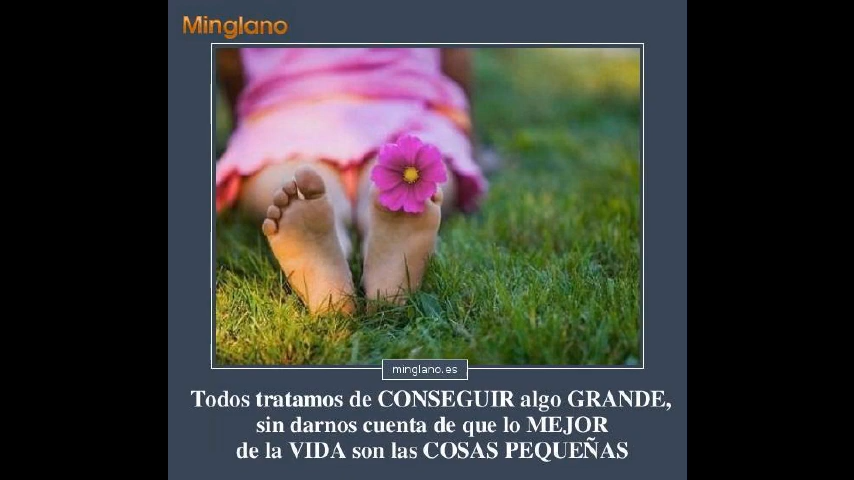 Minglano
minglano.es
Todos tratamos de CONSEGUIR algo GRANDE,
sin darnos cuenta de que lo MEJOR
de la VIDA son las COSAS PEQUEÑAS